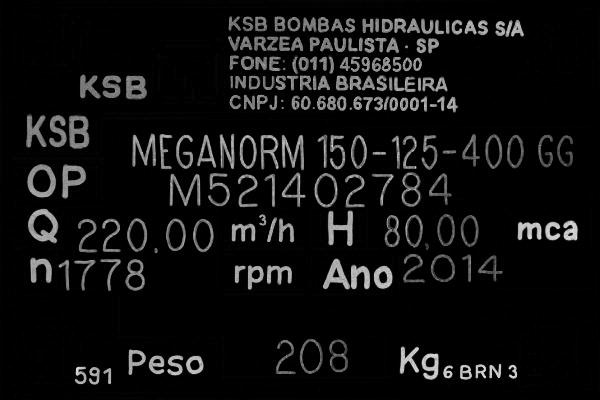 KSB BOMBAS HIDRAULICAS S/A
VARZEA PAULISTA - SP
FONE: (011) 45968500
INDUSTRIA BRASILEIRA
CNPJ: 60.680.673/0001-14
KSB
KSB MEGANORM 150-125-400 GG
OP M521402784
Q 220.00 m³/h H 80,00 mca
n 1778 rpm Ano 2014
591 Peso 208 Kg 6 BRN 3